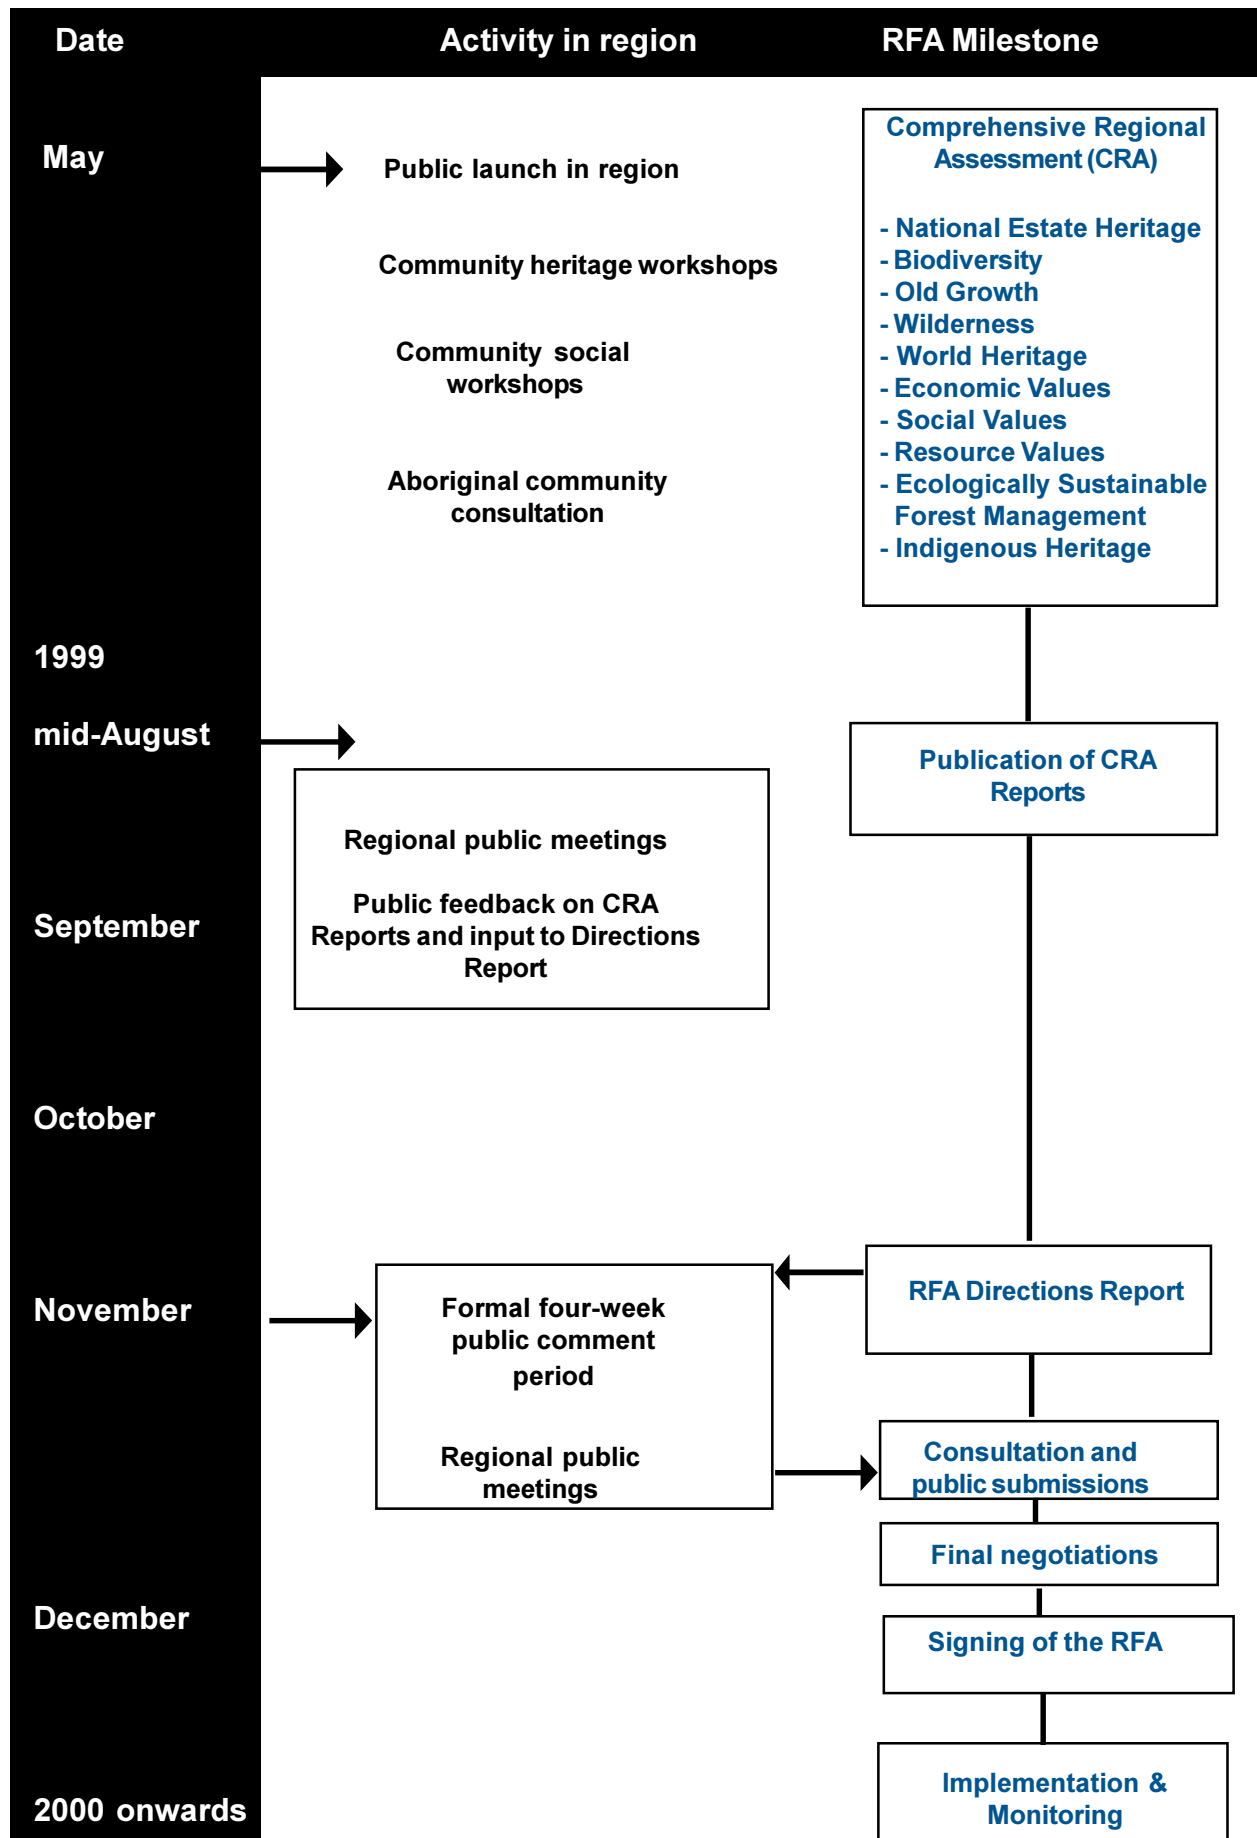 Date
Activity in region
RFA Milestone
May
Public launch in region
Community heritage workshops
Community social
workshops
Aboriginal community
consultation
Comprehensive Regional
Assessment (CRA)
- National Estate Heritage
- Biodiversity
- Old Growth
- Wilderness
- World Heritage
- Economic Values
- Social Values
- Resource Values
- Ecologically Sustainable
Forest Management
- Indigenous Heritage
1999
mid-August
Publication of CRA
Reports
Regional public meetings
Public feedback on CRA
Reports and input to Directions
Report
September
October
November
Formal four-week
public comment
period
Regional public
meetings
RFA Directions Report
Consultation and
public submissions
Final negotiations
December
Signing of the RFA
2000 onwards
Implementation &
Monitoring